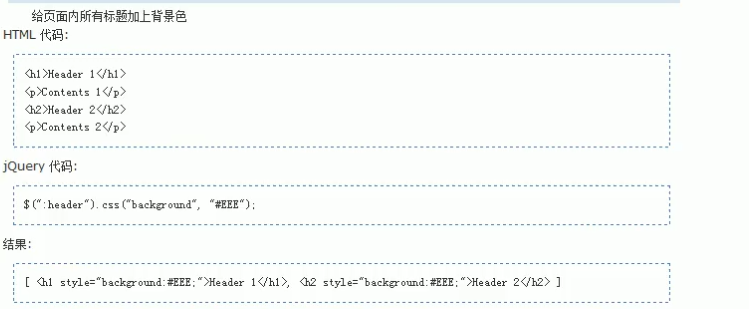 给页面内所有标题加上背景色
HTML 代码:
<h1>Header 1</h1>
<p>Contents 1</p>
<h2>Header 2</h2>
<p>Contents 2</p>
jQuery 代码:
$(":header").css("background", "#EEE");
结果:
[ <h1 style="background:#EEE;">Header 1</h1>, <h2 style="background:#EEE;">Header 2</h2> ]